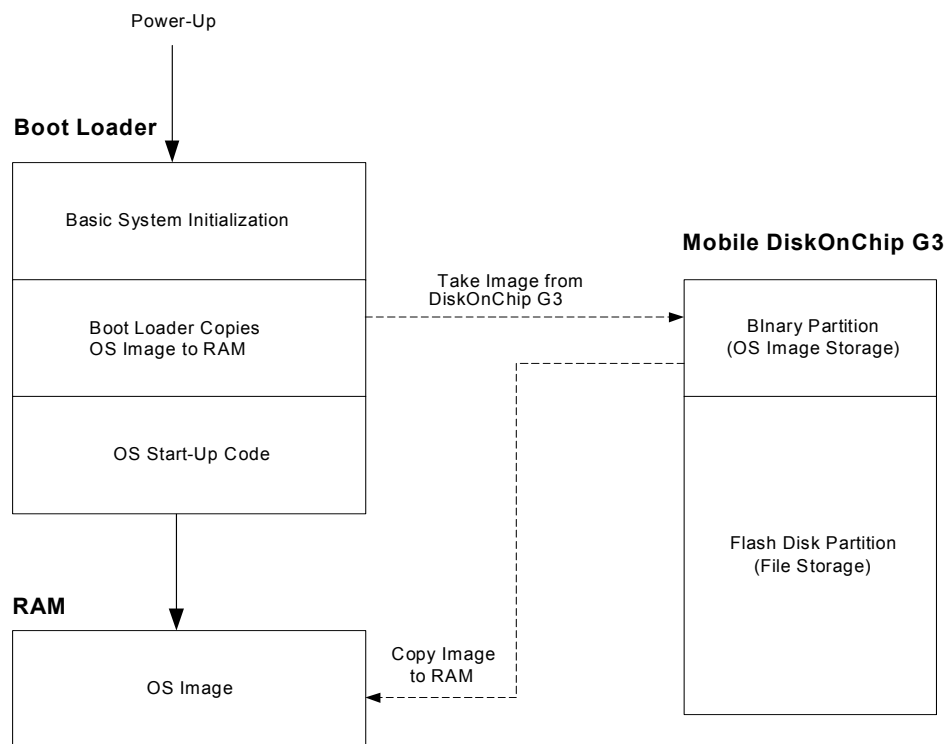 Power-Up
Boot Loader
Basic System Initialization
Mobile DiskOnChip G3
Take Image from
DiskOnChip G3
Boot Loader Copies
OS Image to RAM
BInary Partition
(OS Image Storage)
OS Start-Up Code
Flash Disk Partition
(File Storage)
RAM
Copy Image
to RAM
OS Image